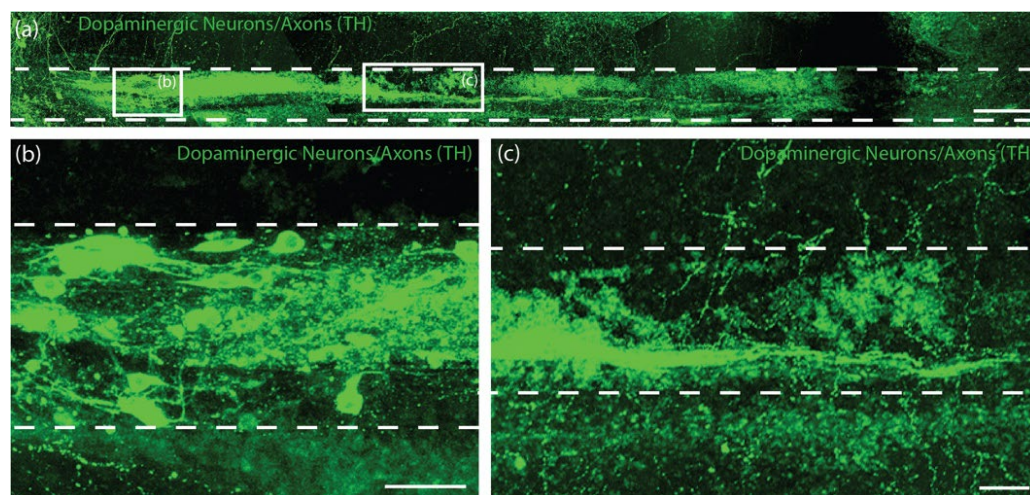 (a) Dopaminergic Neurons/Axons (TH)
(b)
(c)
(b) Dopaminergic Neurons/Axons (TH)
(c) Dopaminergic Neurons/Axons (TH